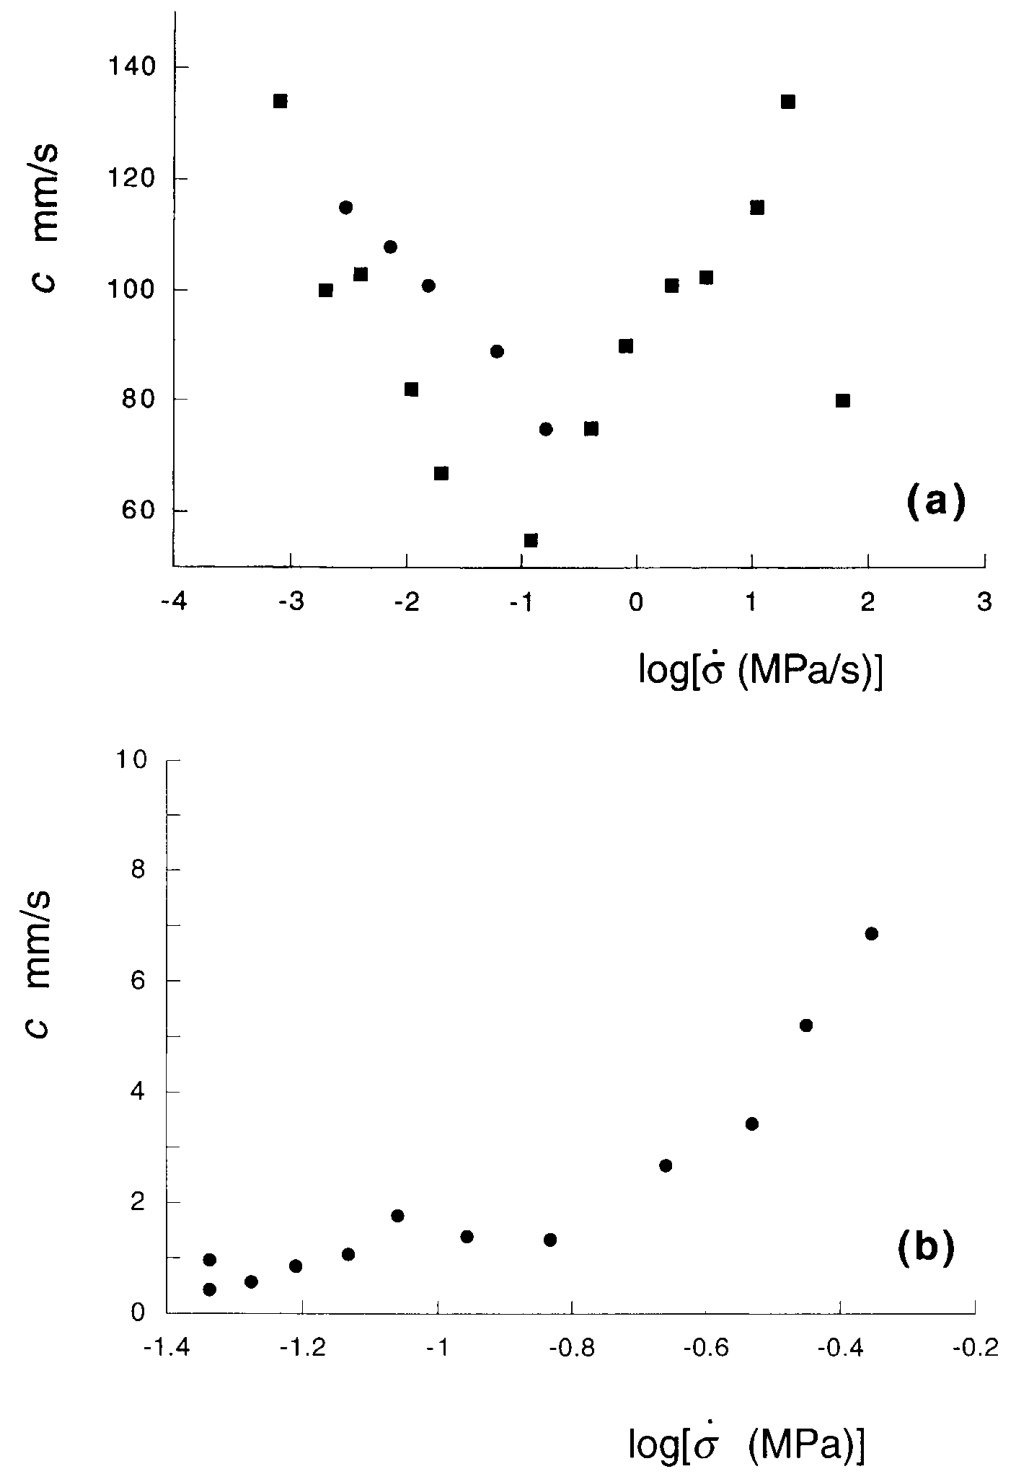 140
120
100
80
60
c mm/s
(a)
-4 -3 -2 -1 0 1 2 3
log[σ̇ (MPa/s)]
10
8
6
4
2
0
c mm/s
(b)
-1.4 -1.2 -1 -0.8 -0.6 -0.4 -0.2
log[σ̇ (MPa)]